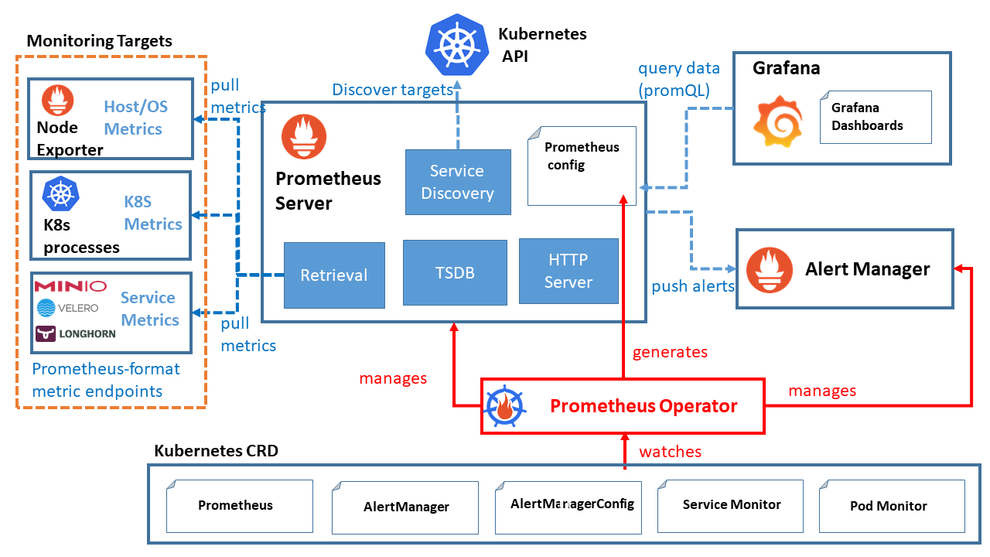 Monitoring Targets
Kubernetes
API
Discover targets
pull
metrics
Host/OS
Metrics
Node
Exporter
K8S
Metrics
K8s
processes
MINIO
VELERO
LONGHORN
Service
Metrics
pull
metrics
Prometheus-format
metric endpoints
Prometheus
Server
Service
Discovery
Prometheus
config
Retrieval
TSDB
HTTP
Server
query data
(promQL)
Grafana
Grafana
Dashboards
Alert Manager
push alerts
manages
generates
manages
Prometheus Operator
watches
Kubernetes CRD
Prometheus
AlertManager
AlertManagerConfig
Service Monitor
Pod Monitor